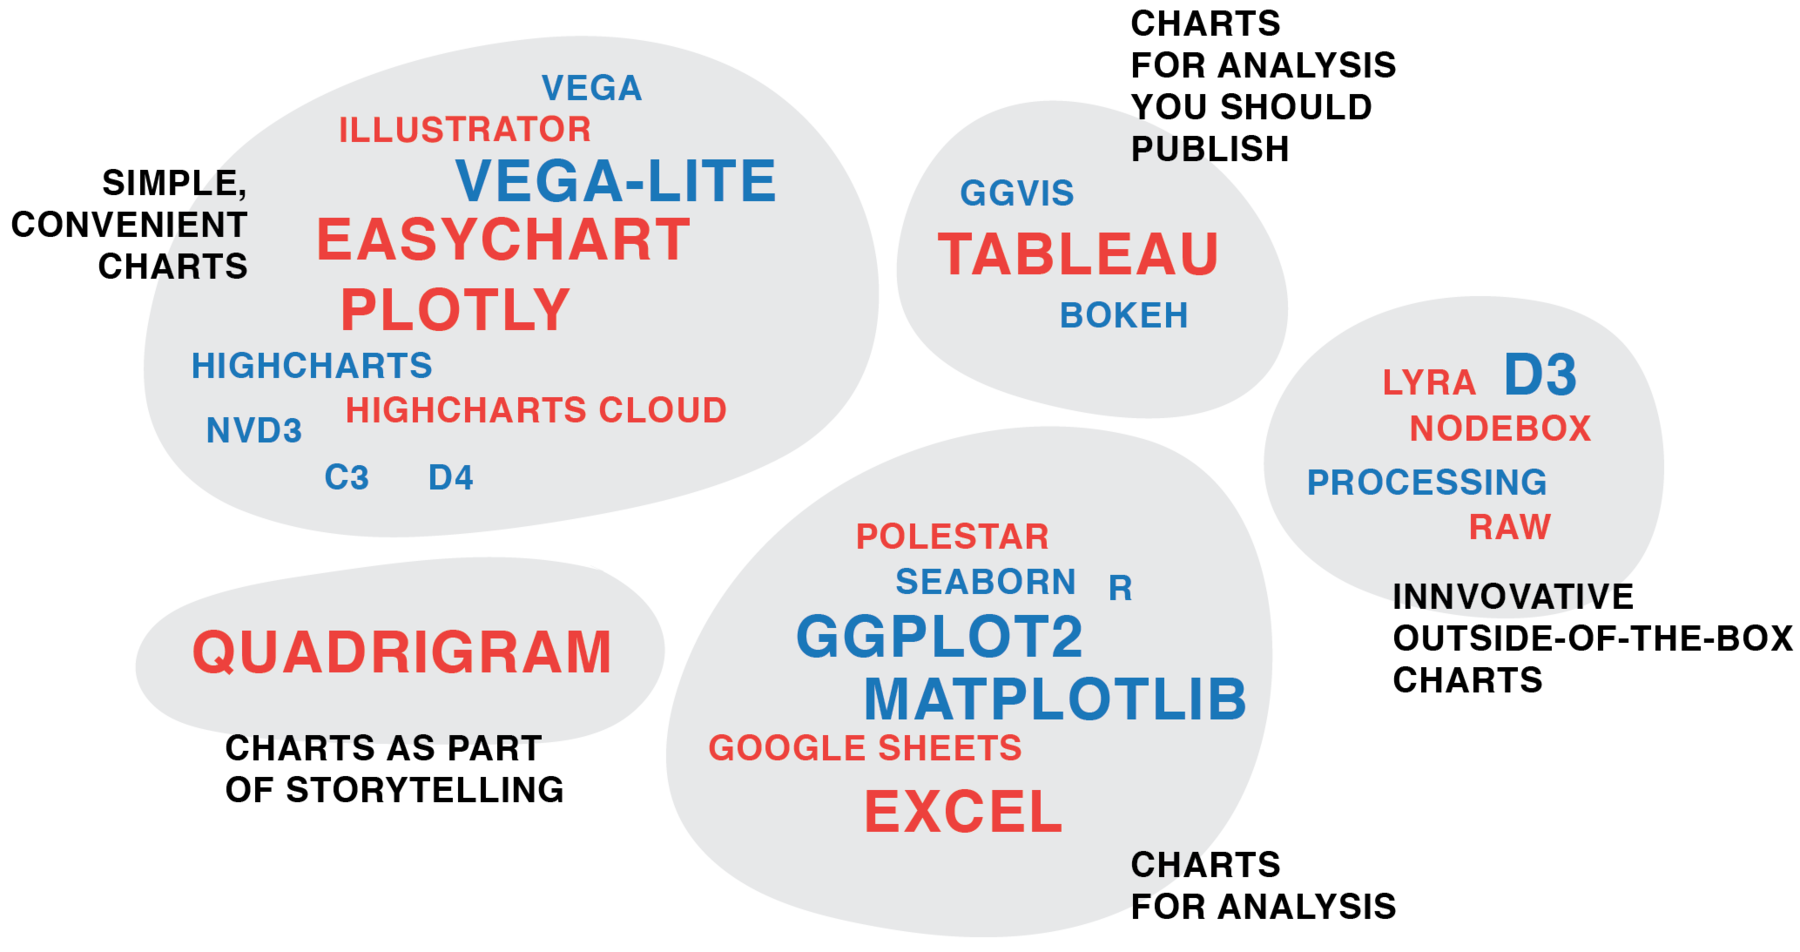 SIMPLE,
CONVENIENT
CHARTS
VEGA
ILLUSTRATOR
VEGA-LITE
EASYCHART
PLOTLY
HIGHCHARTS
HIGHCHARTS CLOUD
NVD3
C3 D4
CHARTS
FOR ANALYSIS
YOU SHOULD
PUBLISH
GGVIS
TABLEAU
BOKEH
LYRA D3
NODEBOX
PROCESSING
RAW
INNVOVATIVE
OUTSIDE-OF-THE-BOX
CHARTS
QUADRIGRAM
CHARTS AS PART
OF STORYTELLING
POLESTAR
SEABORN R
GGPLOT2
MATPLOTLIB
GOOGLE SHEETS
EXCEL
CHARTS
FOR ANALYSIS